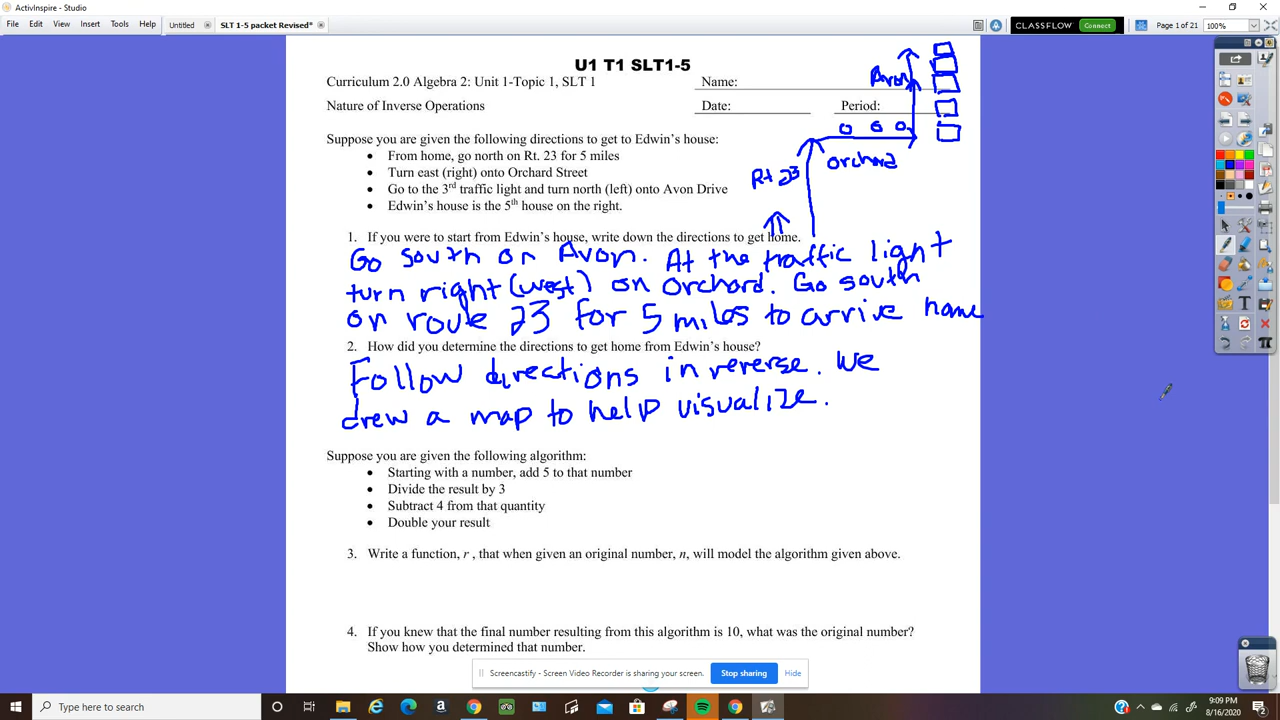 ActivInspire - Studio
File Edit View Insert Tools Help
Untitled
SLT 1-5 packet Revised*
CLASSFLOW Connect
Page 1 of 21
100%
U1 T1 SLT1-5
Curriculum 2.0 Algebra 2: Unit 1-Topic 1, SLT 1
Name:
Nature of Inverse Operations
Date:
Period:
Avon
Orchard
Rt 23
Suppose you are given the following directions to get to Edwin's house:
• From home, go north on Rt. 23 for 5 miles
• Turn east (right) onto Orchard Street
• Go to the 3rd traffic light and turn north (left) onto Avon Drive
• Edwin's house is the 5th house on the right.
1. If you were to start from Edwin's house, write down the directions to get home.
Go south on Avon. At the traffic light
turn right (west) on Orchard. Go south
on route 23 for 5 miles to arrive home
2. How did you determine the directions to get home from Edwin's house?
Follow directions in reverse. We
drew a map to help visualize.
Suppose you are given the following algorithm:
• Starting with a number, add 5 to that number
• Divide the result by 3
• Subtract 4 from that quantity
• Double your result
3. Write a function, r , that when given an original number, n, will model the algorithm given above.
4. If you knew that the final number resulting from this algorithm is 10, what was the original number?
Show how you determined that number.
Screencastify - Screen Video Recorder is sharing your screen.
Stop sharing
Hide
Type here to search
9:09 PM
8/16/2020